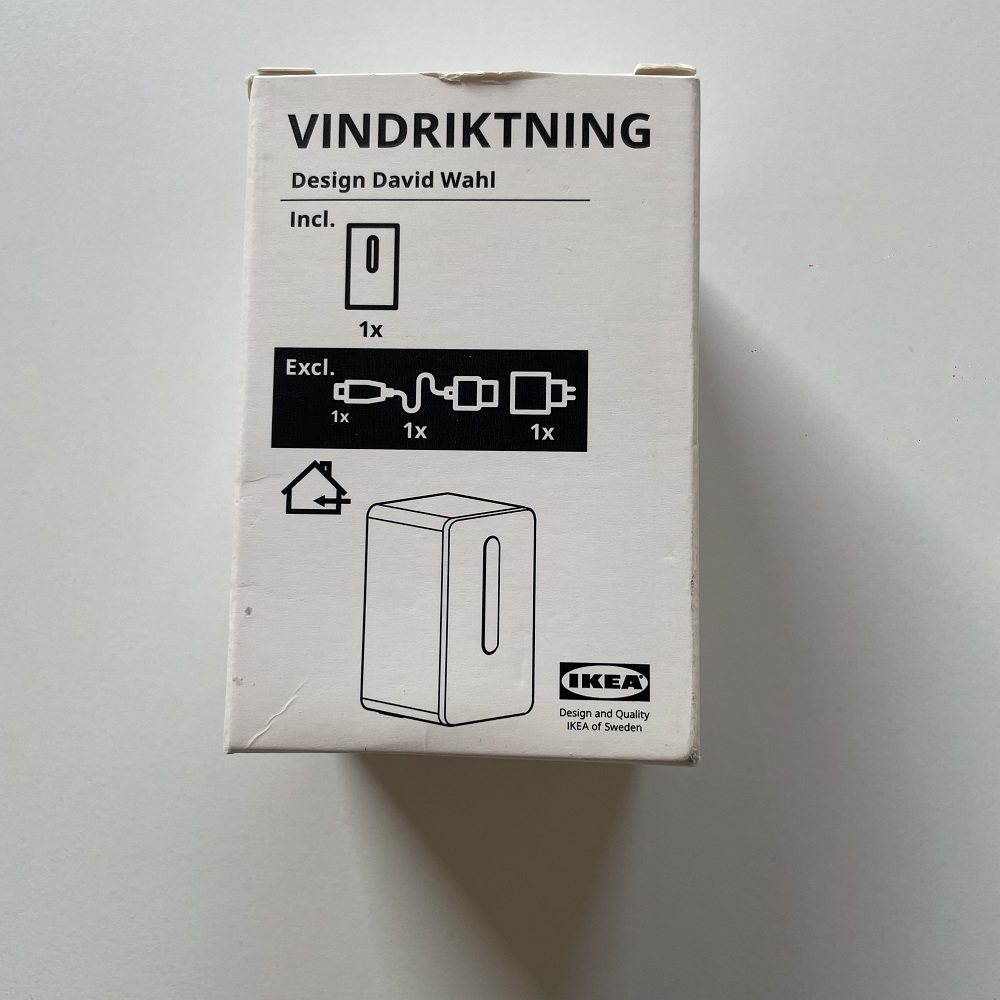 VINDRIKTNING
Design David Wahl
Incl.
1x
Excl.
1x
1x
1x
IKEA®
Design and Quality
IKEA of Sweden